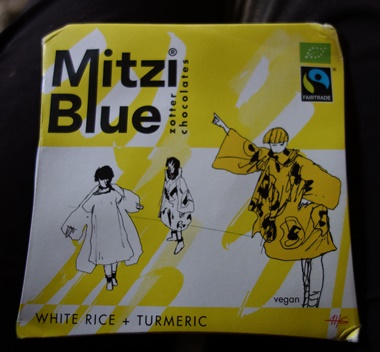 Mitzi®
Blue
zotter
chocolates
FAIRTRADE
vegan
WHITE RICE + TURMERIC